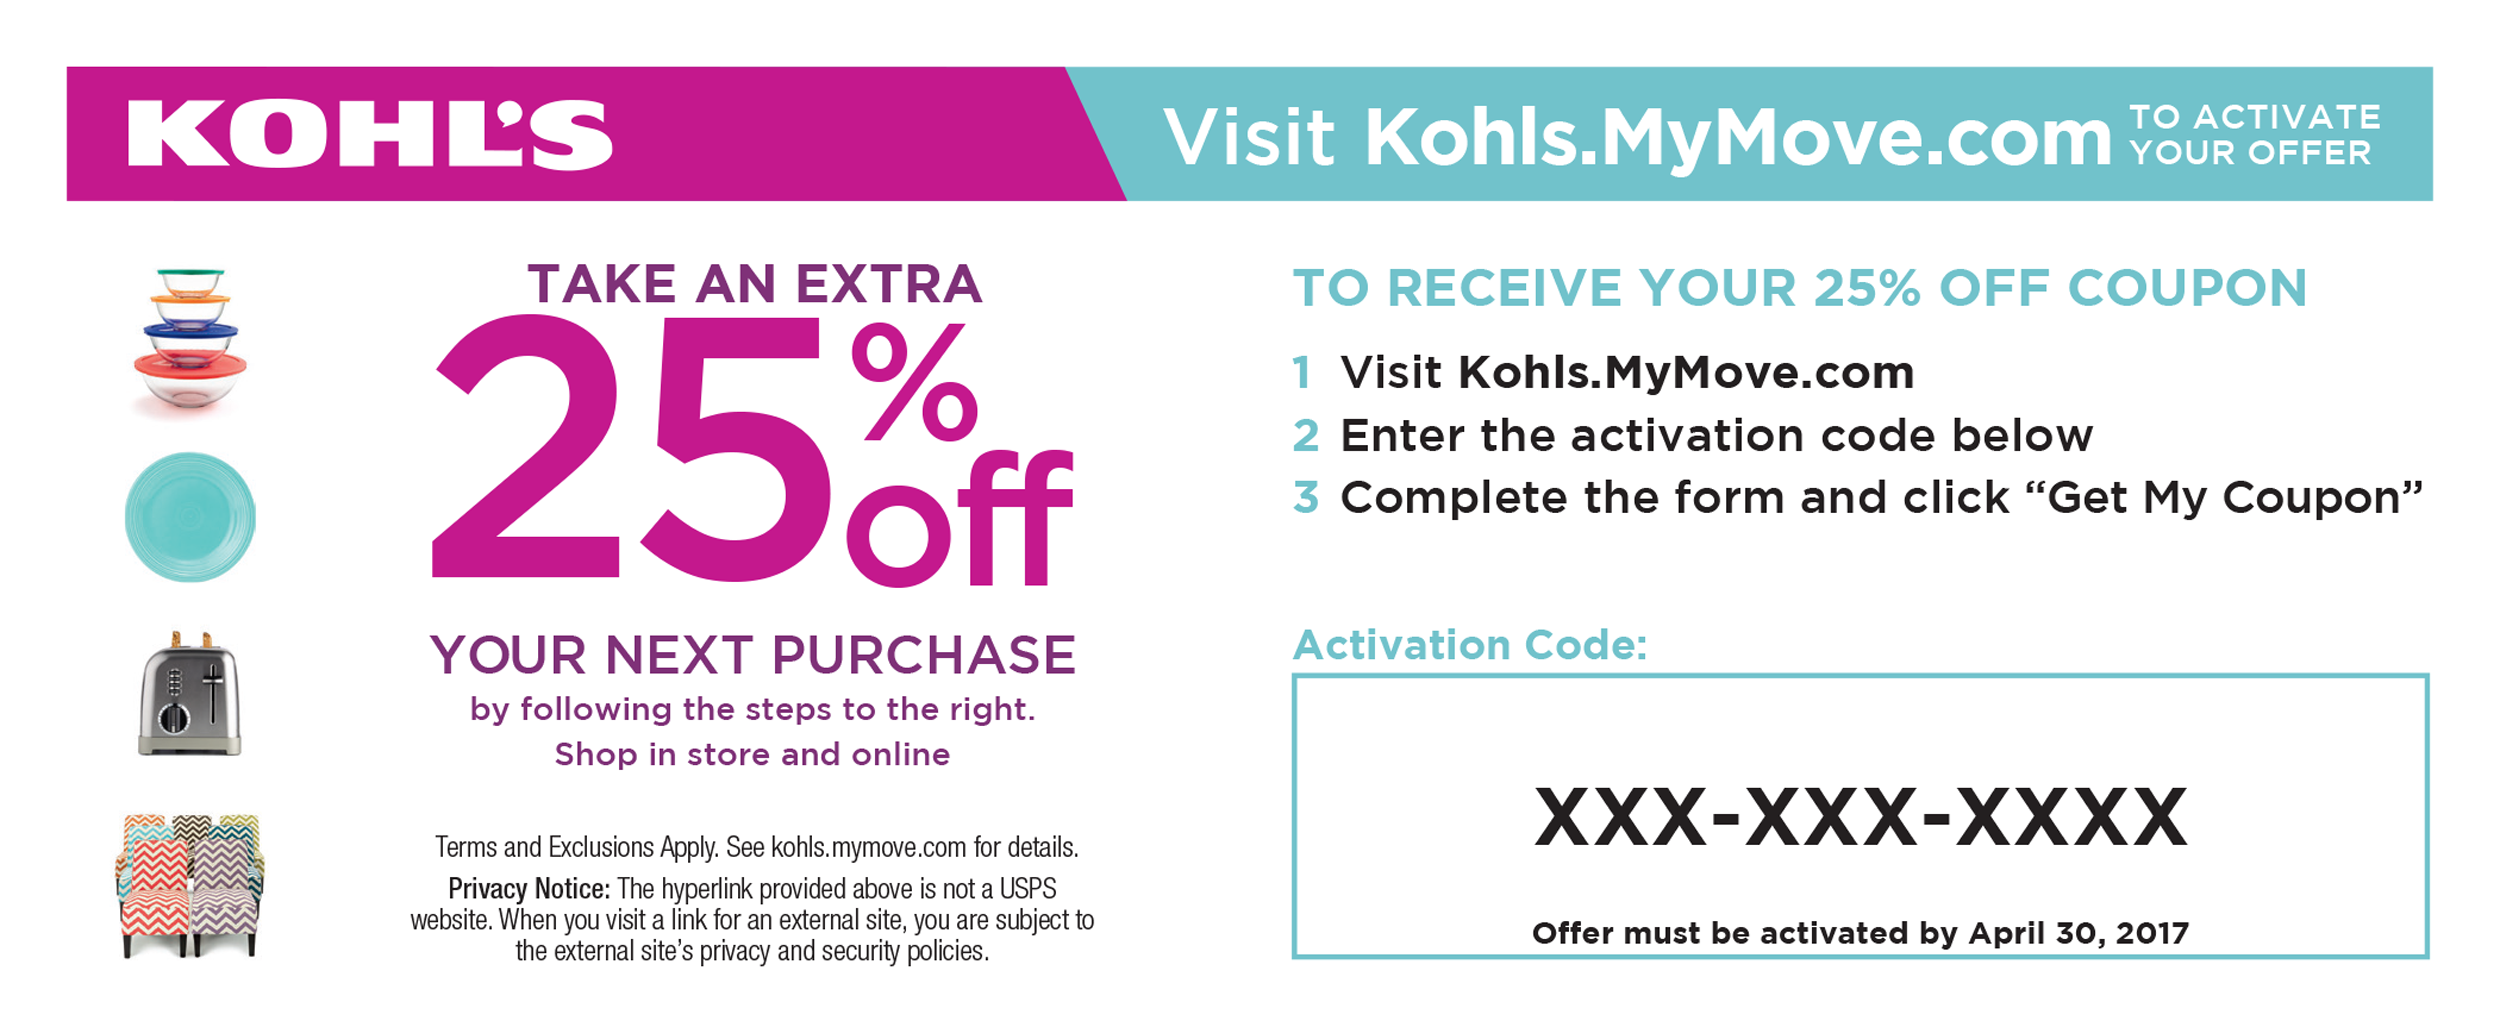 KOHL'S
Visit Kohls.MyMove.com TO ACTIVATE
YOUR OFFER
TAKE AN EXTRA
25% off
YOUR NEXT PURCHASE
by following the steps to the right.
Shop in store and online
Terms and Exclusions Apply. See kohls.mymove.com for details.
Privacy Notice: The hyperlink provided above is not a USPS
website. When you visit a link for an external site, you are subject to
the external site’s privacy and security policies.
TO RECEIVE YOUR 25% OFF COUPON
1 Visit Kohls.MyMove.com
2 Enter the activation code below
3 Complete the form and click “Get My Coupon”
Activation Code:
XXX-XXX-XXXX
Offer must be activated by April 30, 2017